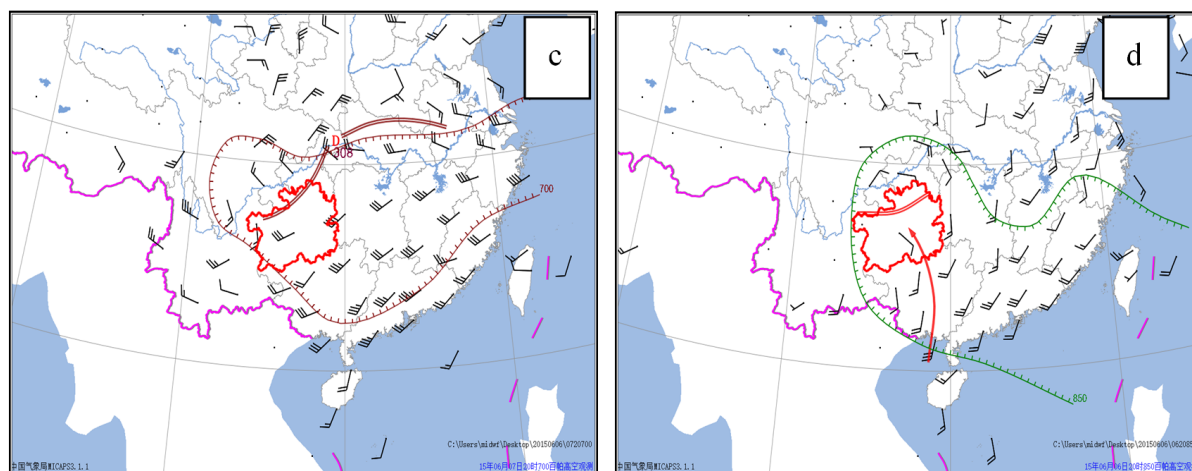 c
D
308
700
C:\Users\midwf\Desktop\20150606\0720700
中国气象局MICAPS3.1.1
15年06月07日20时700百帕高空观测
d
850
C:\Users\midwf\Desktop\20150606\062085
中国气象局MICAPS3.1.1
15年06月06日20时850百帕高空观测